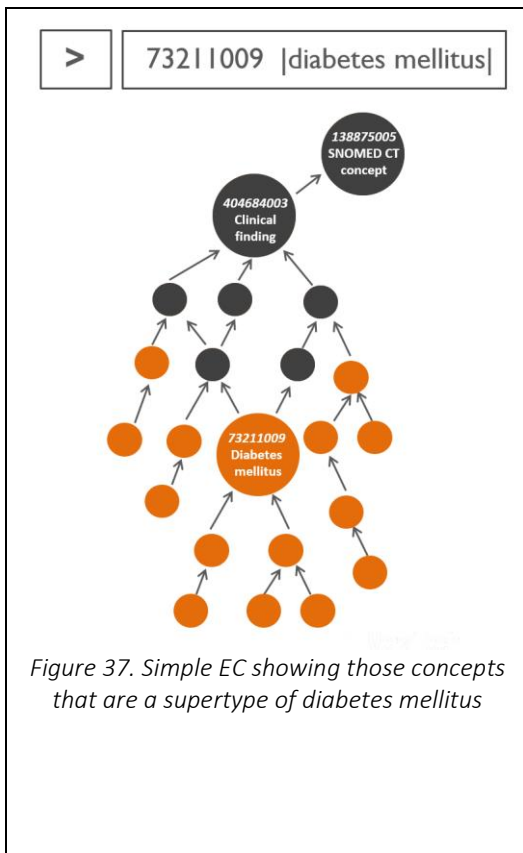 > 73211009 |diabetes mellitus|
138875005
SNOMED CT
concept
404684003
Clinical
finding
73211009
Diabetes
mellitus
Figure 37. Simple EC showing those concepts
that are a supertype of diabetes mellitus